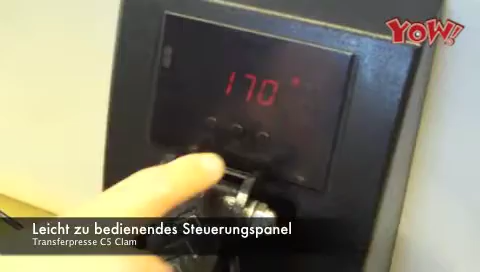 YOW!
170°
Leicht zu bedienendes Steuerungspanel
Transferpresse C5 Clam